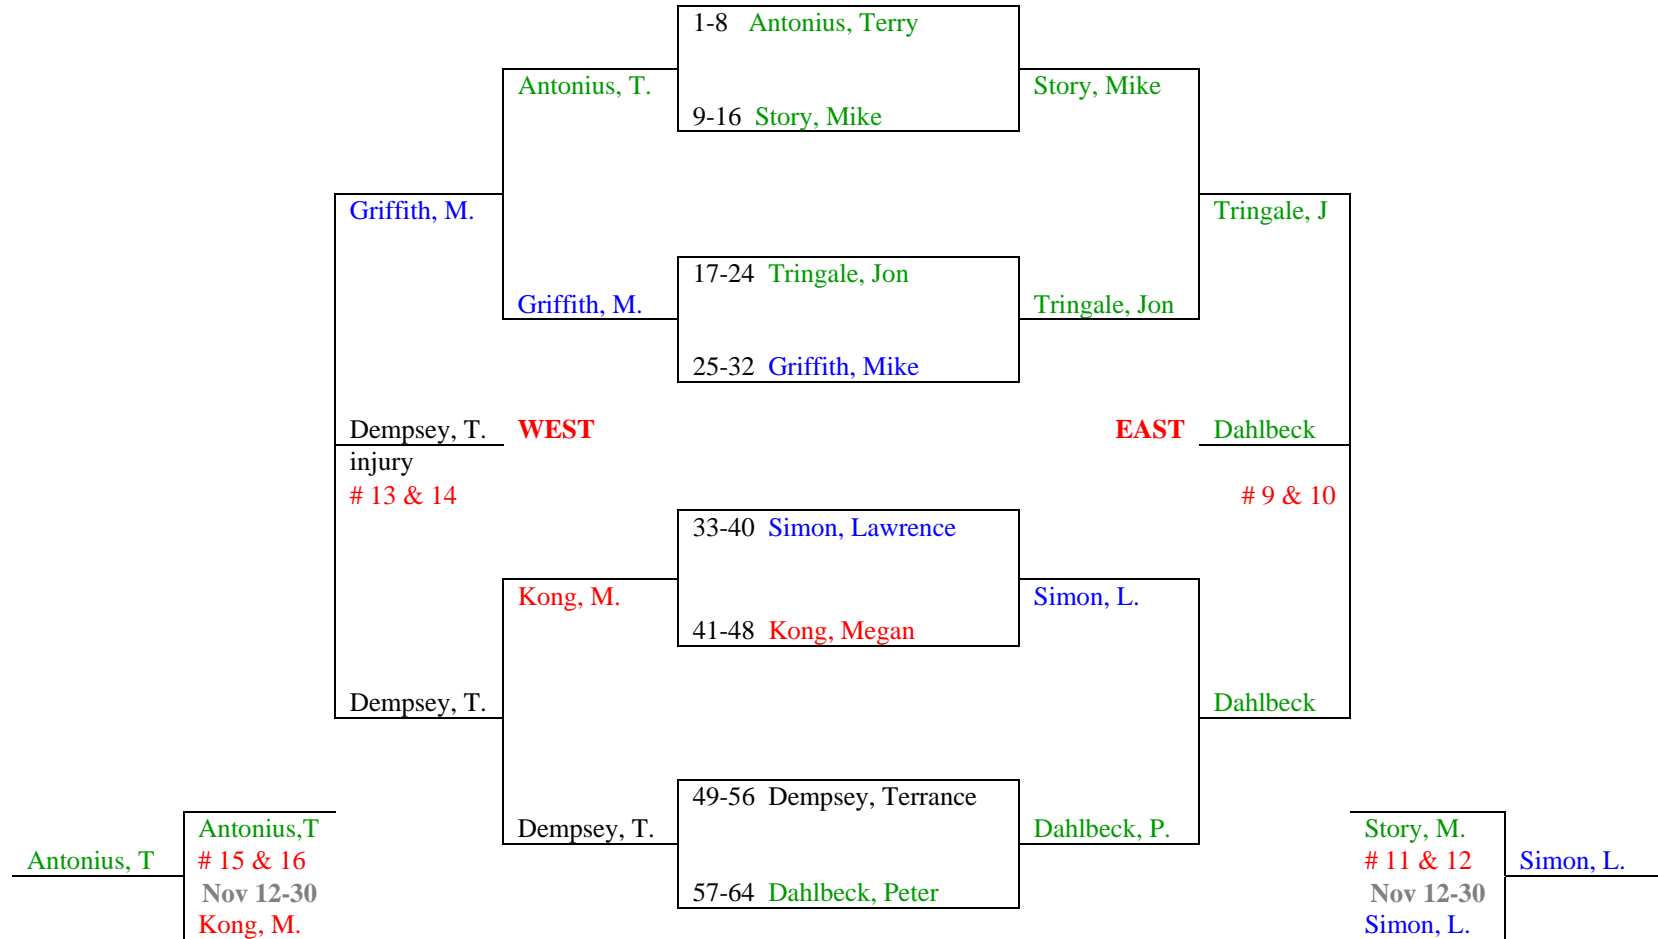 1-8 Antonius, Terry
Antonius, T.
Story, Mike
9-16 Story, Mike
Griffith, M.
Tringale, J
17-24 Tringale, Jon
Griffith, M.
Tringale, Jon
25-32 Griffith, Mike
Dempsey, T. WEST
EAST Dahlbeck
injury
# 13 & 14
# 9 & 10
33-40 Simon, Lawrence
Kong, M.
Simon, L.
41-48 Kong, Megan
Dempsey, T.
Dahlbeck
49-56 Dempsey, Terrance
Dempsey, T.
Dahlbeck, P.
57-64 Dahlbeck, Peter
Antonius,T
Antonius, T
# 15 & 16
Nov 12-30
Kong, M.
Story, M.
# 11 & 12
Simon, L.
Nov 12-30
Simon, L.